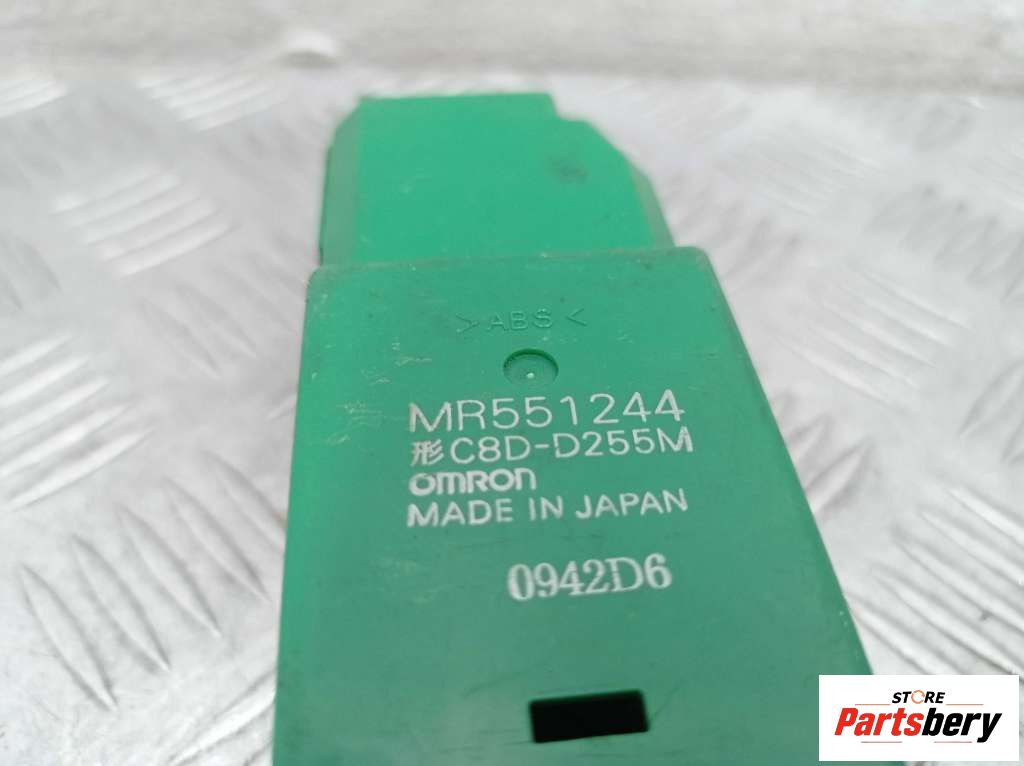 >ABS<
MR551244
形C8D-D255M
OMRON
MADE IN JAPAN
0942D6
STORE
Partsbery